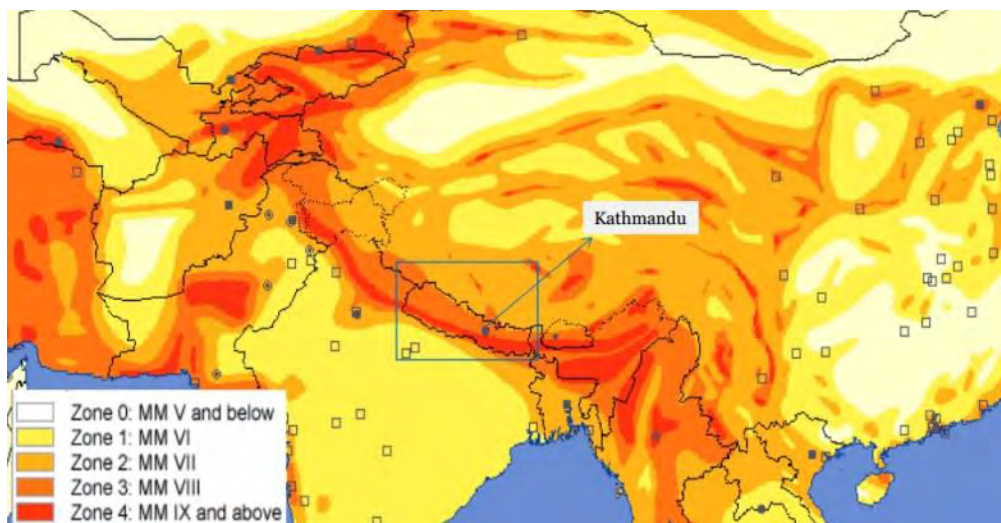 Kathmandu
Zone 0: MM V and below
Zone 1: MM VI
Zone 2: MM VII
Zone 3: MM VIII
Zone 4: MM IX and above